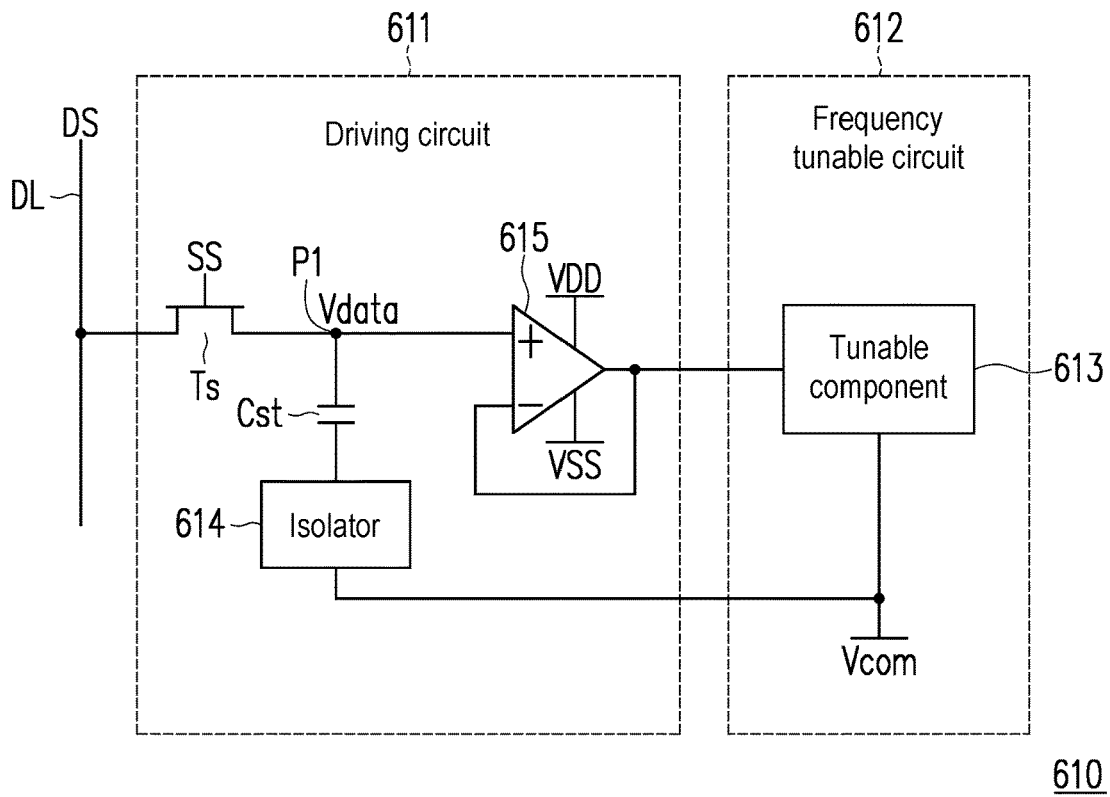 611
612
DS
Driving circuit
Frequency
tunable circuit
DL
SS
P1
615
VDD
Vdata
Ts
+
Tunable
component
613
Cst
−
VSS
614
Isolator
Vcom
610